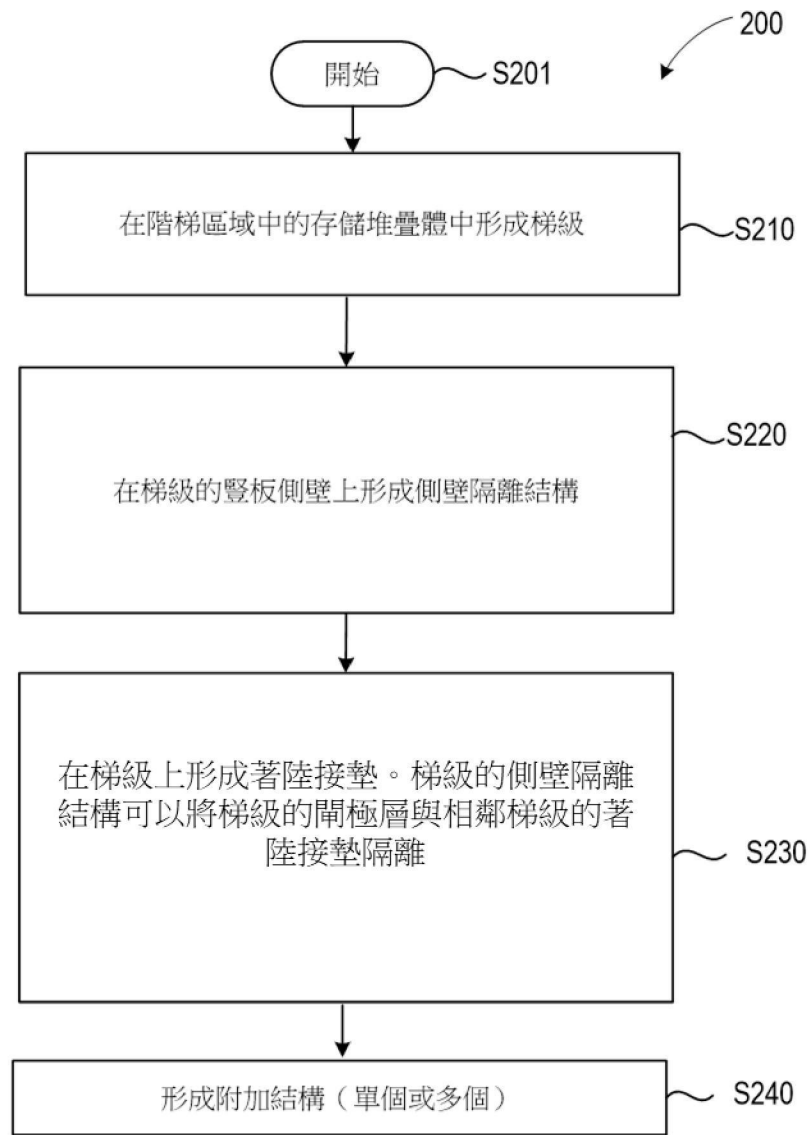 200
開始
S201
在階梯區域中的存儲堆疊體中形成梯級
S210
在梯級的豎板側壁上形成側壁隔離結構
S220
在梯級上形成著陸接墊。梯級的側壁隔離
結構可以將梯級的閘極層與相鄰梯級的著
陸接墊隔離
S230
形成附加結構（單個或多個）
S240